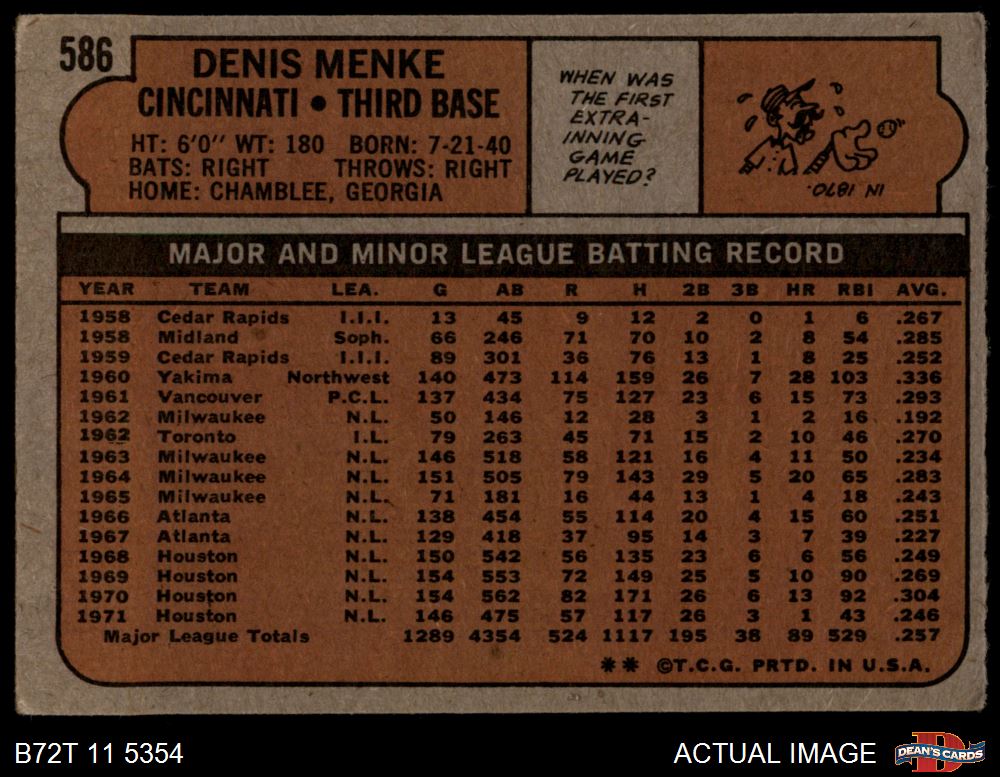 586
DENIS MENKE
CINCINNATI • THIRD BASE
HT: 6'0" WT: 180 BORN: 7-21-40
BATS: RIGHT THROWS: RIGHT
HOME: CHAMBLEE, GEORGIA
WHEN WAS
THE FIRST
EXTRA-
INNING
GAME
PLAYED?
IN 1870.
MAJOR AND MINOR LEAGUE BATTING RECORD
YEAR TEAM LEA. G AB R H 2B 3B HR RBI AVG.
1958 Cedar Rapids I.I.I. 13 45 9 12 2 0 1 6 .267
1958 Midland Soph. 66 246 71 70 10 2 8 54 .285
1959 Cedar Rapids I.I.I. 89 301 36 76 13 1 8 25 .252
1960 Yakima Northwest 140 473 114 159 26 7 28 103 .336
1961 Vancouver P.C.L. 137 434 75 127 23 6 15 73 .293
1962 Milwaukee N.L. 50 146 12 28 3 1 2 16 .192
1962 Toronto I.L. 79 263 45 71 15 2 10 46 .270
1963 Milwaukee N.L. 146 518 58 121 16 4 11 50 .234
1964 Milwaukee N.L. 151 505 79 143 29 5 20 65 .283
1965 Milwaukee N.L. 71 181 16 44 13 1 4 18 .243
1966 Atlanta N.L. 138 454 55 114 20 4 15 60 .251
1967 Atlanta N.L. 129 418 37 95 14 3 7 39 .227
1968 Houston N.L. 150 542 56 135 23 6 6 56 .249
1969 Houston N.L. 154 553 72 149 25 5 10 90 .269
1970 Houston N.L. 154 562 82 171 26 6 13 92 .304
1971 Houston N.L. 146 475 57 117 26 3 1 43 .246
Major League Totals 1289 4354 524 1117 195 38 89 529 .257
** ©T.C.G. PRTD. IN U.S.A.
B72T 11 5354
ACTUAL IMAGE
D
DEAN'S CARDS